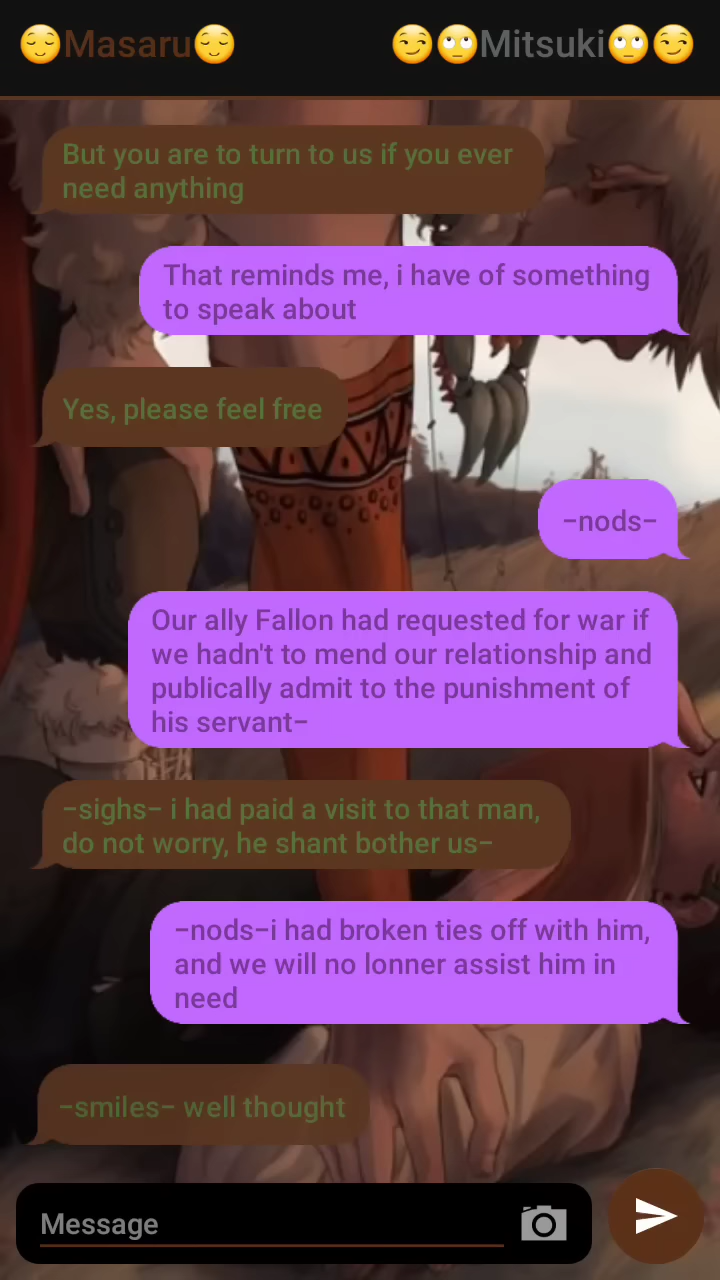 😌Masaru😌
😏🙄Mitsuki🙄😏
But you are to turn to us if you ever
need anything
That reminds me, i have of something
to speak about
Yes, please feel free
–nods–
Our ally Fallon had requested for war if
we hadn't to mend our relationship and
publically admit to the punishment of
his servant–
–sighs– i had paid a visit to that man,
do not worry, he shant bother us–
–nods–i had broken ties off with him,
and we will no lonner assist him in
need
–smiles– well thought
Message